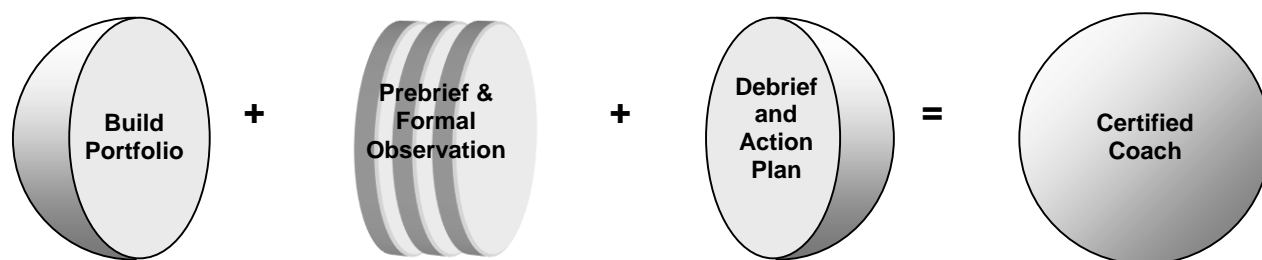 Build
Portfolio
+
Prebrief &
Formal
Observation
+
Debrief
and
Action
Plan
=
Certified
Coach